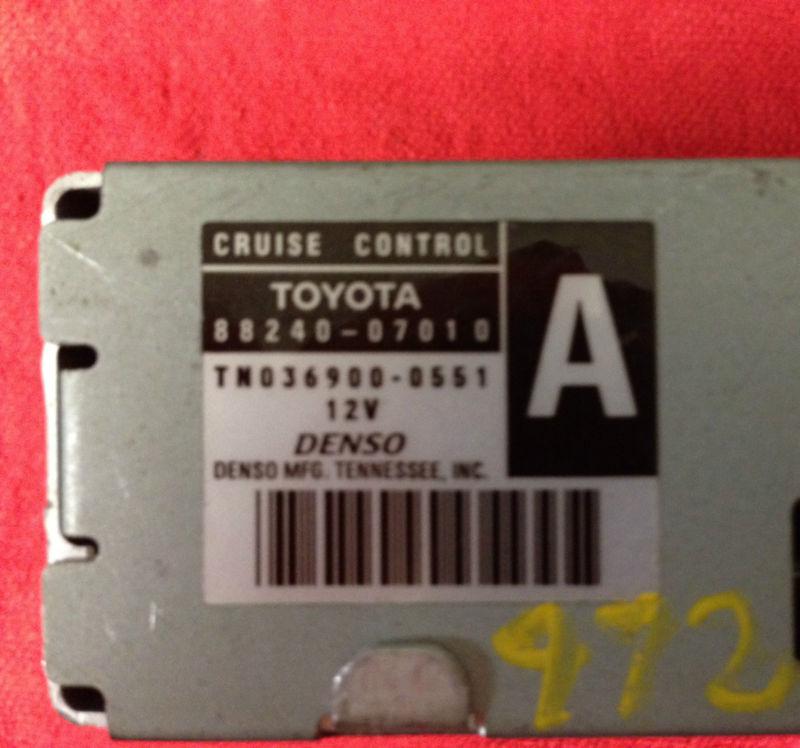 CRUISE CONTROL
TOYOTA
88240-07010
A
TN036900-0551
12V
DENSO
DENSO MFG. TENNESSEE, INC.
972